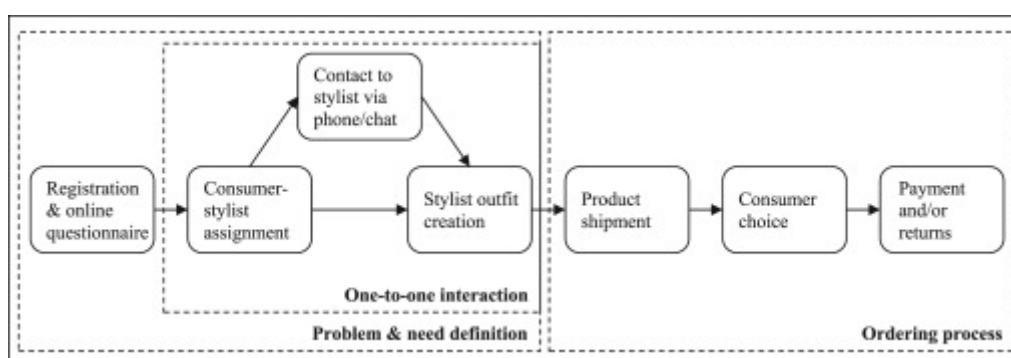 Contact to
stylist via
phone/chat
Registration
& online
questionnaire
Consumer-
stylist
assignment
Stylist outfit
creation
Product
shipment
Consumer
choice
Payment
and/or
returns
One-to-one interaction
Problem & need definition
Ordering process